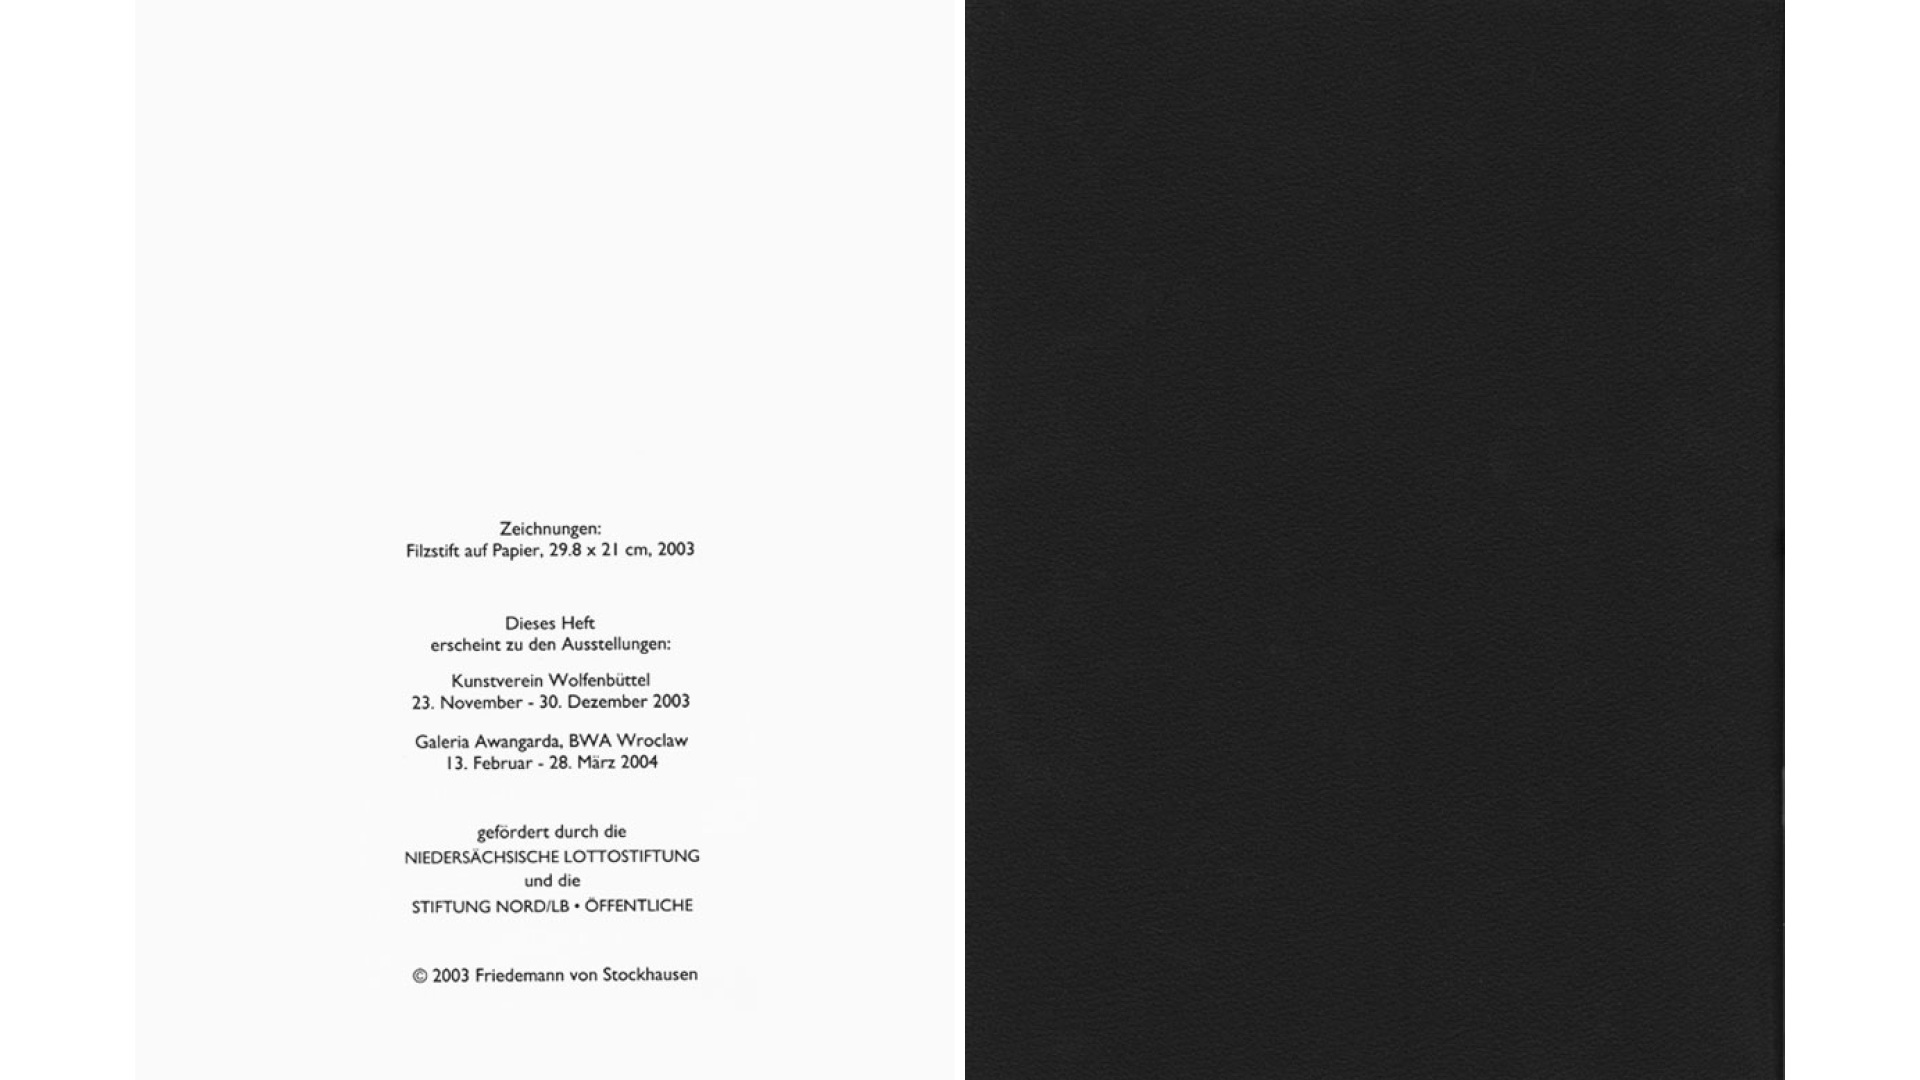 Zeichnungen:
Filzstift auf Papier, 29.8 x 21 cm, 2003
Dieses Heft
erscheint zu den Ausstellungen:
Kunstverein Wolfenbüttel
23. November - 30. Dezember 2003
Galeria Awangarda, BWA Wroclaw
13. Februar - 28. März 2004
gefördert durch die
NIEDERSÄCHSISCHE LOTTOSTIFTUNG
und die
STIFTUNG NORD/LB • ÖFFENTLICHE
© 2003 Friedemann von Stockhausen